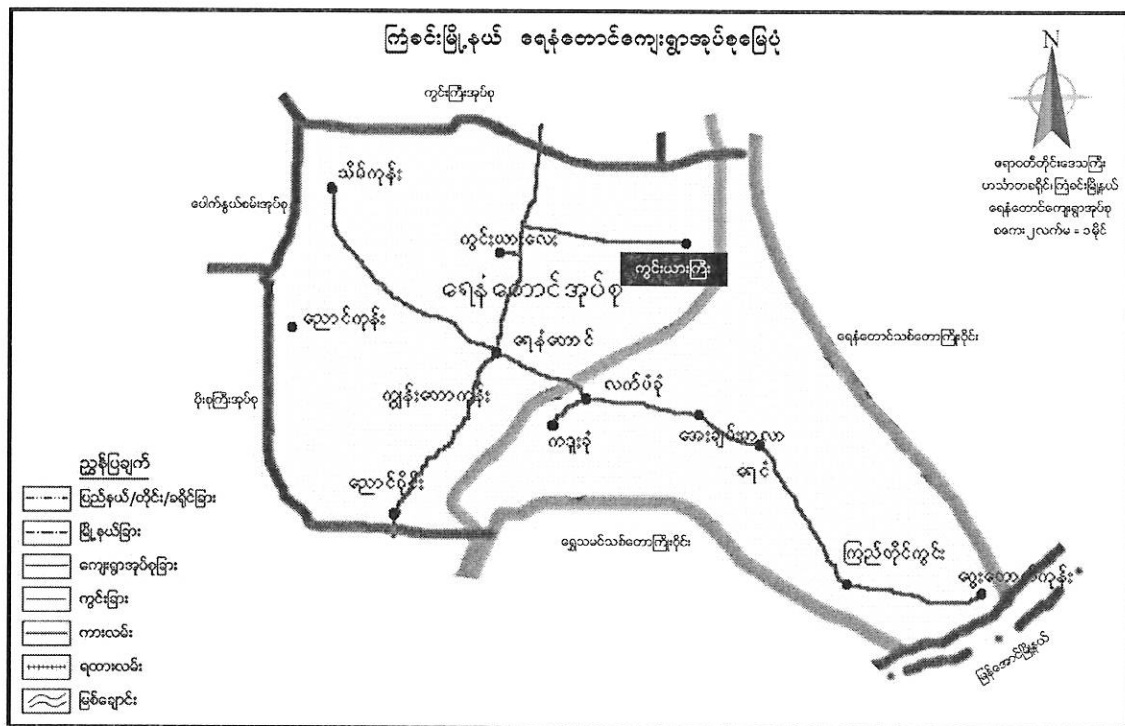 ကြံခင်းမြို့နယ် ရေနံတောင်ကျေးရွာအုပ်စုမြေပုံ
N
ကွင်းကြီးအုပ်စု
ဧရာဝတီတိုင်းဒေသကြီး
ဟင်္သာတခရိုင်၊ ကြံခင်းမြို့နယ်
ရေနံတောင်ကျေးရွာအုပ်စု
စကေး ၂လက်မ = ၁မိုင်
သိမ်ကုန်း
ပေါက်နွယ်စမ်းအုပ်စု
ကွင်းယားလေး
ကွင်းယားကြီး
ရေနံတောင်အုပ်စု
ညောင်ကုန်း
ရေနံတောင်
ရေနံတောင်သစ်တောကြိုးဝိုင်း
လက်ပံခုံ
ကျွန်းတောကုန်း
ပိုးစုကြီးအုပ်စု
ကဒူးခုံ
အေးချမ်းသာယာ
ရေငံ
ညောင်ဝိုင်း
ရွှေသမင်သစ်တောကြိုးဝိုင်း
ကြည်တိုင်ကွင်း
မြန်အောင်မြို့နယ်
ညွှန်ပြချက်
ပြည်နယ်/တိုင်း/ခရိုင်ခြား
မြို့နယ်ခြား
ကျေးရွာအုပ်စုခြား
ကွင်းခြား
ကားလမ်း
ရထားလမ်း
မြစ်ချောင်း